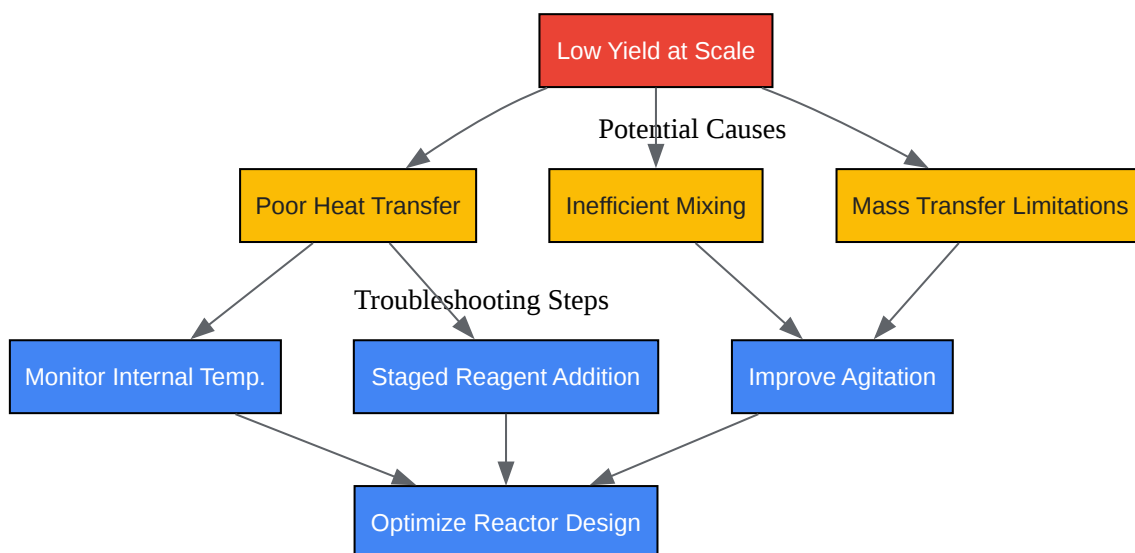 Low Yield at Scale
Potential Causes
Poor Heat Transfer
Inefficient Mixing
Mass Transfer Limitations
Troubleshooting Steps
Monitor Internal Temp.
Staged Reagent Addition
Improve Agitation
Optimize Reactor Design